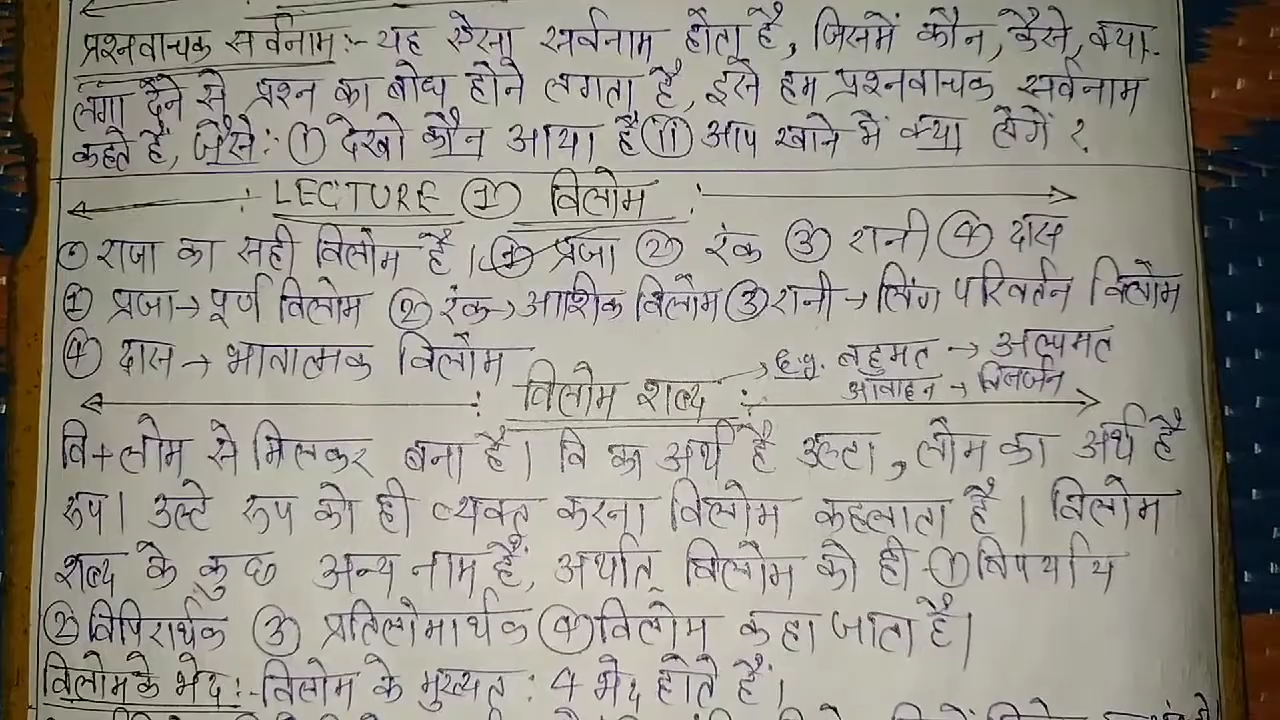 प्रश्नवाचक सर्वनाम:- यह ऐसा सर्वनाम होता है, जिसमें कौन, कैसे, क्या
लगा देने से प्रश्न का बोध होने लगता है, इसे हम प्रश्नवाचक सर्वनाम
कहते हैं, जैसे:- ① देखो कौन आया है ⑪ आप खाने में क्या लेगें ?
LECTURE ① विलोम
① राजा का सही विलोम है। ① प्रजा ② रंक ③ रानी ④ दास
① प्रजा → पूर्ण विलोम ② रंक → आशिक विलोम ③ रानी → लिंग परिवर्तन विलोम
④ दास → भावात्मक विलोम
e.g. बहुमत → अल्पमत
आवाहन → विसर्जन
विलोम शब्द
वि+लोम से मिलकर बना है। वि का अर्थ है उल्टा, लोम का अर्थ है
रुप। उल्टे रुप को ही व्यक्त करना विलोम कहलाता है। विलोम
शब्द के कुछ अन्य नाम हैं, अर्थात् विलोम को ही ① विपर्याय
② विपिरार्थक ③ प्रतिलोमार्थक ④ विलोम कहा जाता है।
विलोम के भेद:- विलोम के मुख्यत: 4 भेद होते हैं।